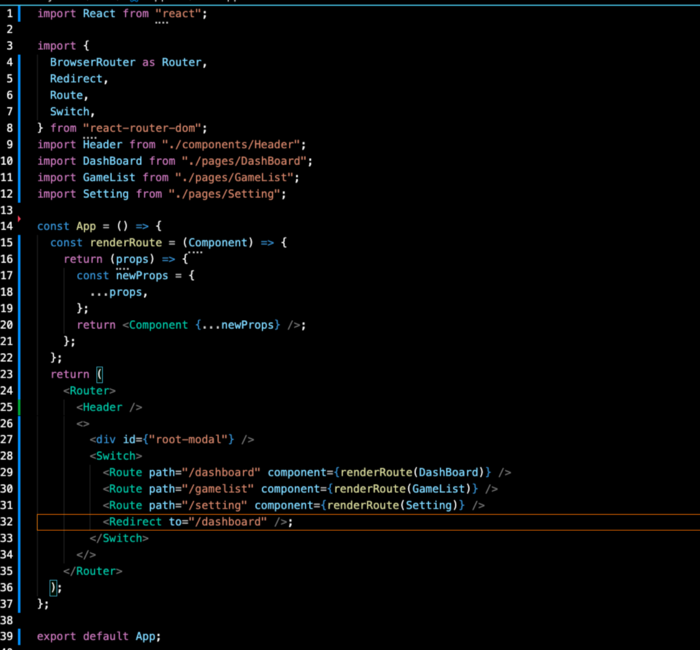 1 import React from "react";
2
3 import {
4   BrowserRouter as Router,
5   Redirect,
6   Route,
7   Switch,
8 } from "react-router-dom";
9 import Header from "./components/Header";
10 import DashBoard from "./pages/DashBoard";
11 import GameList from "./pages/GameList";
12 import Setting from "./pages/Setting";
13
14 const App = () => {
15   const renderRoute = (Component) => {
16     return (props) => {
17       const newProps = {
18         ...props,
19       };
20       return <Component {...newProps} />;
21     };
22   };
23   return (
24     <Router>
25       <Header />
26       <>
27         <div id={"root-modal"} />
28         <Switch>
29           <Route path="/dashboard" component={renderRoute(DashBoard)} />
30           <Route path="/gamelist" component={renderRoute(GameList)} />
31           <Route path="/setting" component={renderRoute(Setting)} />
32           <Redirect to="/dashboard" />;
33         </Switch>
34       </>
35     </Router>
36   );
37 };
38
39 export default App;